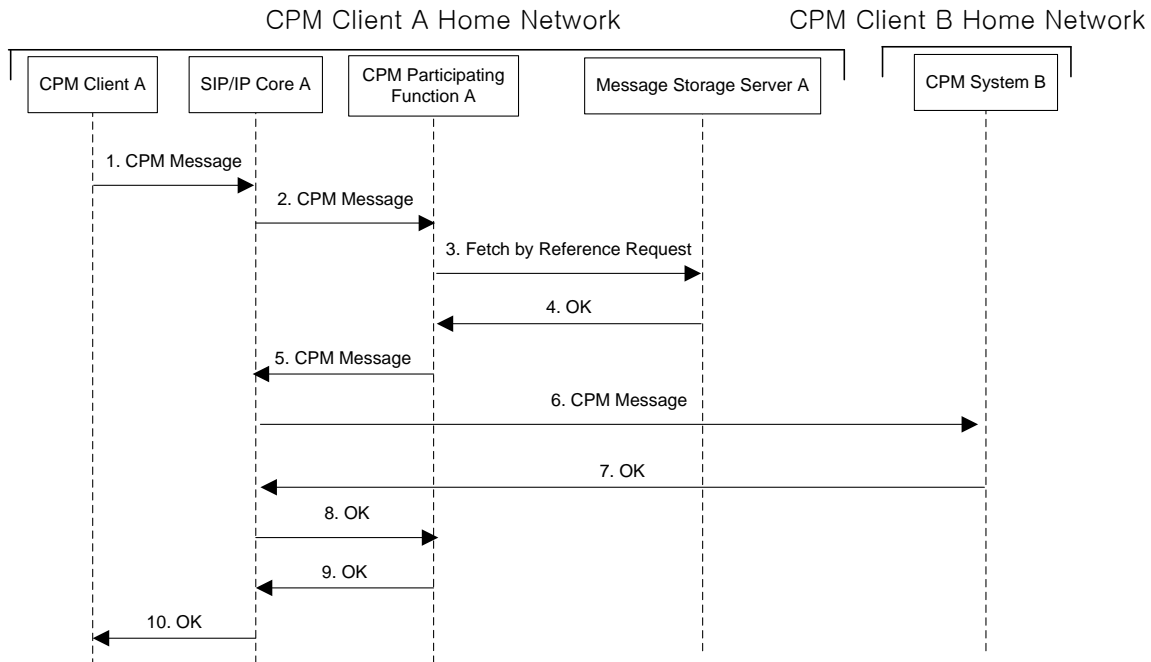 CPM Client A Home Network
CPM Client B Home Network
CPM Client A
SIP/IP Core A
CPM Participating
Function A
Message Storage Server A
CPM System B
1. CPM Message
2. CPM Message
3. Fetch by Reference Request
4. OK
5. CPM Message
6. CPM Message
7. OK
8. OK
9. OK
10. OK